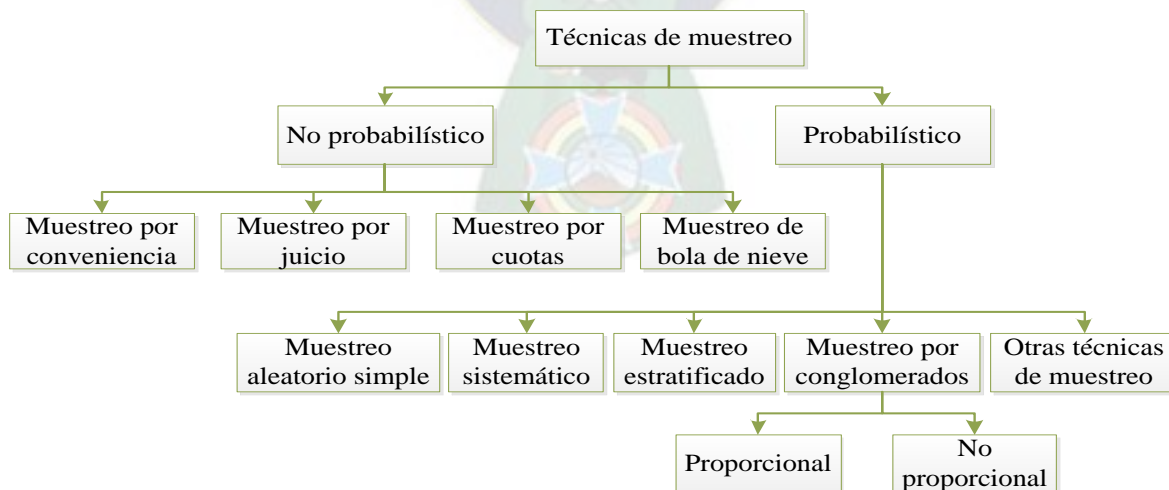 Técnicas de muestreo
No probabilístico
Probabilístico
Muestreo por
conveniencia
Muestreo por
juicio
Muestreo por
cuotas
Muestreo de
bola de nieve
Muestreo
aleatorio simple
Muestreo
sistemático
Muestreo
estratificado
Muestreo por
conglomerados
Otras técnicas
de muestreo
Proporcional
No
proporcional